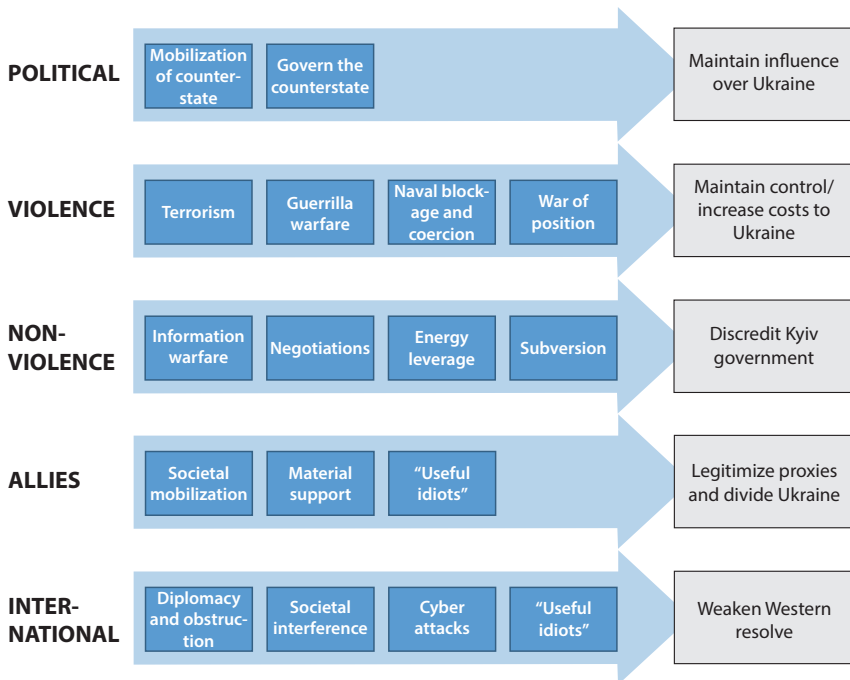 POLITICAL
Mobilization
of counter-
state
Govern the
counterstate
Maintain influence
over Ukraine
VIOLENCE
Terrorism
Guerrilla
warfare
Naval block-
age and
coercion
War of
position
Maintain control/
increase costs to
Ukraine
NON-
VIOLENCE
Information
warfare
Negotiations
Energy
leverage
Subversion
Discredit Kyiv
government
ALLIES
Societal
mobilization
Material
support
“Useful
idiots”
Legitimize proxies
and divide Ukraine
INTER-
NATIONAL
Diplomacy
and obstruc-
tion
Societal
interference
Cyber
attacks
“Useful
idiots”
Weaken Western
resolve